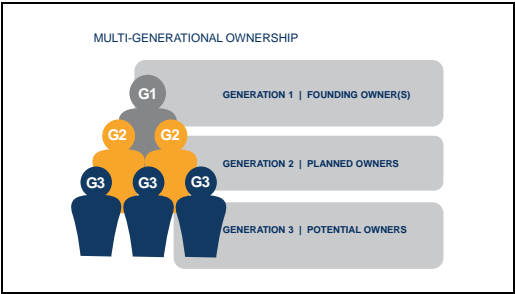 MULTI-GENERATIONAL OWNERSHIP
G1
GENERATION 1 | FOUNDING OWNER(S)
G2 G2
GENERATION 2 | PLANNED OWNERS
G3 G3 G3
GENERATION 3 | POTENTIAL OWNERS